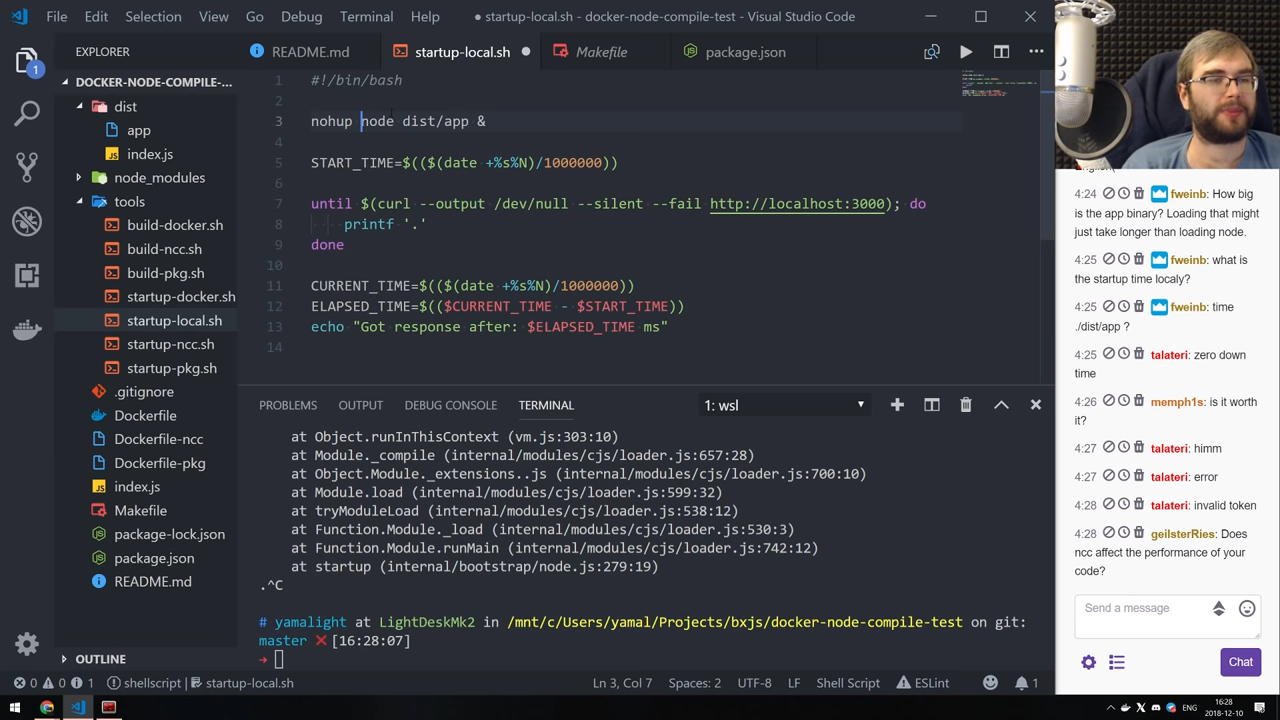 File Edit Selection View Go Debug Terminal Help ● startup-local.sh - docker-node-compile-test - Visual Studio Code
EXPLORER
README.md startup-local.sh Makefile package.json
1
DOCKER-NODE-COMPILE-...
dist
app
index.js
node_modules
tools
build-docker.sh
build-ncc.sh
build-pkg.sh
startup-docker.sh
startup-local.sh
startup-ncc.sh
startup-pkg.sh
.gitignore
Dockerfile
Dockerfile-ncc
Dockerfile-pkg
index.js
Makefile
package-lock.json
package.json
README.md
OUTLINE
1 #!/bin/bash
2
3 nohup node dist/app &
4
5 START_TIME=$(($(date +%s%N)/1000000))
6
7 until $(curl --output /dev/null --silent --fail http://localhost:3000); do
8 printf '.'
9 done
10
11 CURRENT_TIME=$(($(date +%s%N)/1000000))
12 ELAPSED_TIME=$(($CURRENT_TIME - $START_TIME))
13 echo "Got response after: $ELAPSED_TIME ms"
14
PROBLEMS OUTPUT DEBUG CONSOLE TERMINAL 1: wsl
at Object.runInThisContext (vm.js:303:10)
at Module._compile (internal/modules/cjs/loader.js:657:28)
at Object.Module._extensions..js (internal/modules/cjs/loader.js:700:10)
at Module.load (internal/modules/cjs/loader.js:599:32)
at tryModuleLoad (internal/modules/cjs/loader.js:538:12)
at Function.Module._load (internal/modules/cjs/loader.js:530:3)
at Function.Module.runMain (internal/modules/cjs/loader.js:742:12)
at startup (internal/bootstrap/node.js:279:19)
.^C
# yamalight at LightDeskMk2 in /mnt/c/Users/yamal/Projects/bxjs/docker-node-compile-test on git:
master ✗ [16:28:07]
→
0 0 1 shellscript | startup-local.sh Ln 3, Col 7 Spaces: 2 UTF-8 LF Shell Script ESLint 1
4:24 fweinb: How big
is the app binary? Loading that might
just take longer than loading node.
4:25 fweinb: what is
the startup time localy?
4:25 fweinb: time
./dist/app ?
4:25 talateri: zero down
time
4:26 memph1s: is it worth
it?
4:27 talateri: himm
4:27 talateri: error
4:28 talateri: invalid token
4:28 geilsterRies: Does
ncc affect the performance of your
code?
Send a message
Chat
ENG
16:28
2018-12-10